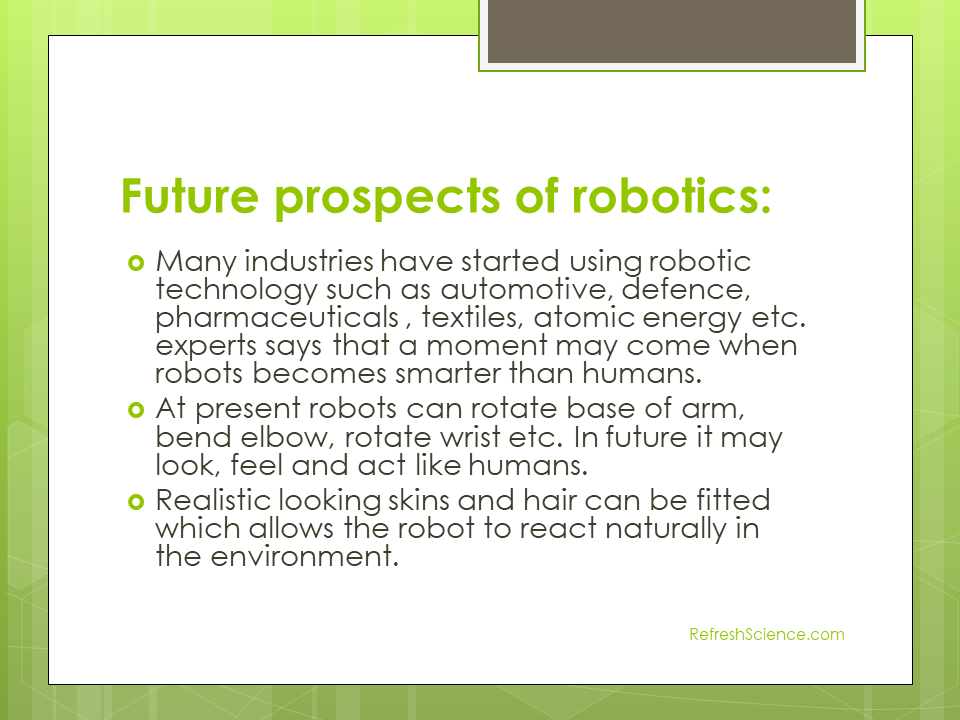 Future prospects of robotics:
Many industries have started using robotic
technology such as automotive, defence,
pharmaceuticals , textiles, atomic energy etc.
experts says that a moment may come when
robots becomes smarter than humans.
At present robots can rotate base of arm,
bend elbow, rotate wrist etc. In future it may
look, feel and act like humans.
Realistic looking skins and hair can be fitted
which allows the robot to react naturally in
the environment.
RefreshScience.com